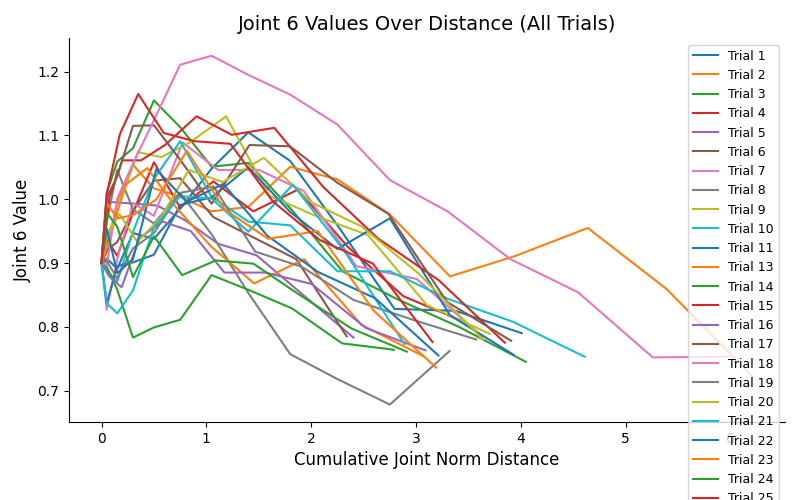 Joint 6 Values Over Distance (All Trials)
Joint 6 Value
1.2
1.1
1.0
0.9
0.8
0.7
0
1
2
3
4
5
6
Cumulative Joint Norm Distance
Trial 1
Trial 2
Trial 3
Trial 4
Trial 5
Trial 6
Trial 7
Trial 8
Trial 9
Trial 10
Trial 11
Trial 13
Trial 14
Trial 15
Trial 16
Trial 17
Trial 18
Trial 19
Trial 20
Trial 21
Trial 22
Trial 23
Trial 24
Trial 25